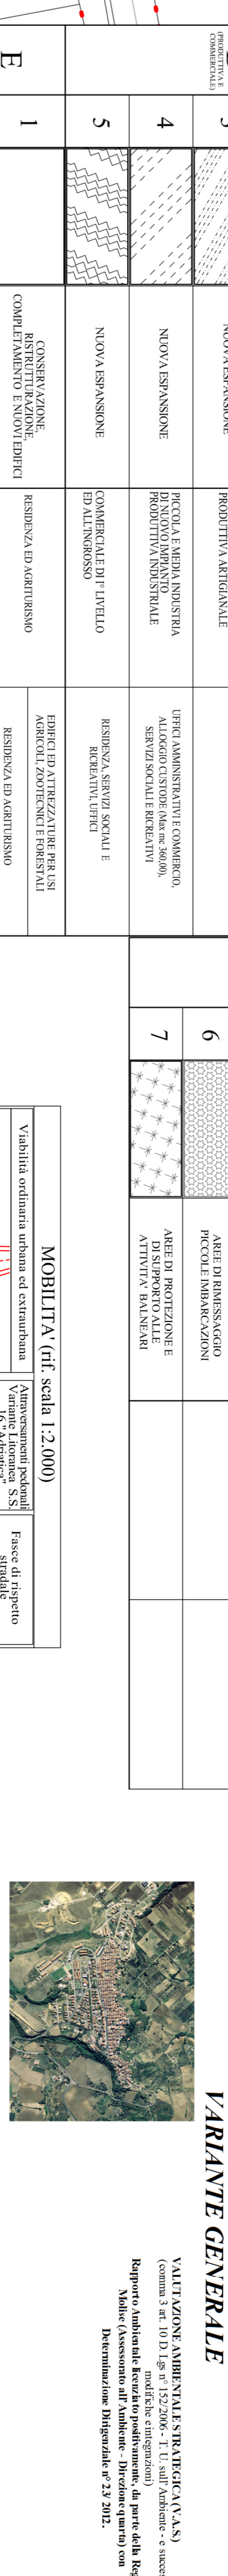 (PRODUTTIVA E
COMMERCIALE)
NUOVA ESPANSIONE
PRODUTTIVA ARTIGIANALE
4
NUOVA ESPANSIONE
PICCOLA E MEDIA INDUSTRIA
DI NUOVO IMPIANTO
PRODUTTIVA INDUSTRIALE
UFFICI AMMINISTRATIVI E COMMERCIO,
ALLOGGIO CUSTODE (Max mc 360,00),
SERVIZI SOCIALI E RICREATIVI
5
NUOVA ESPANSIONE
COMMERCIALE DI I° LIVELLO
ED ALL'INGROSSO
RESIDENZA, SERVIZI SOCIALI E
RICREATIVI, UFFICI
E
1
CONSERVAZIONE,
RISTRUTTURAZIONE,
COMPLETAMENTO E NUOVI EDIFICI
RESIDENZA ED AGRITURISMO
EDIFICI ED ATTREZZATURE PER USI
AGRICOLI, ZOOTECNICI E FORESTALI
RESIDENZA ED AGRITURISMO
6
AREE DI RIMESSAGGIO
PICCOLE IMBARCAZIONI
7
AREE DI PROTEZIONE E
DI SUPPORTO ALLE
ATTIVITA' BALNEARI
MOBILITA' (rif. scala 1:2.000)
Viabilità ordinaria urbana ed extraurbana
Attraversamenti pedonali
Variante Litoranea S.S.
16 "Adriatica"
Fasce di rispetto
stradale
VARIANTE GENERALE
VALUTAZIONE AMBIENTALE STRATEGICA (V.A.S.)
(comma 3 art. 10 D. Lgs n° 152/2006 - T. U. sull'Ambiente - e succes
modifiche e integrazioni)
Rapporto Ambientale licenziato positivamente, da parte della Reg
Molise (Assessorato all'Ambiente - Direzione quarta) con
Determinazione Dirigenziale n° 23/ 2012.